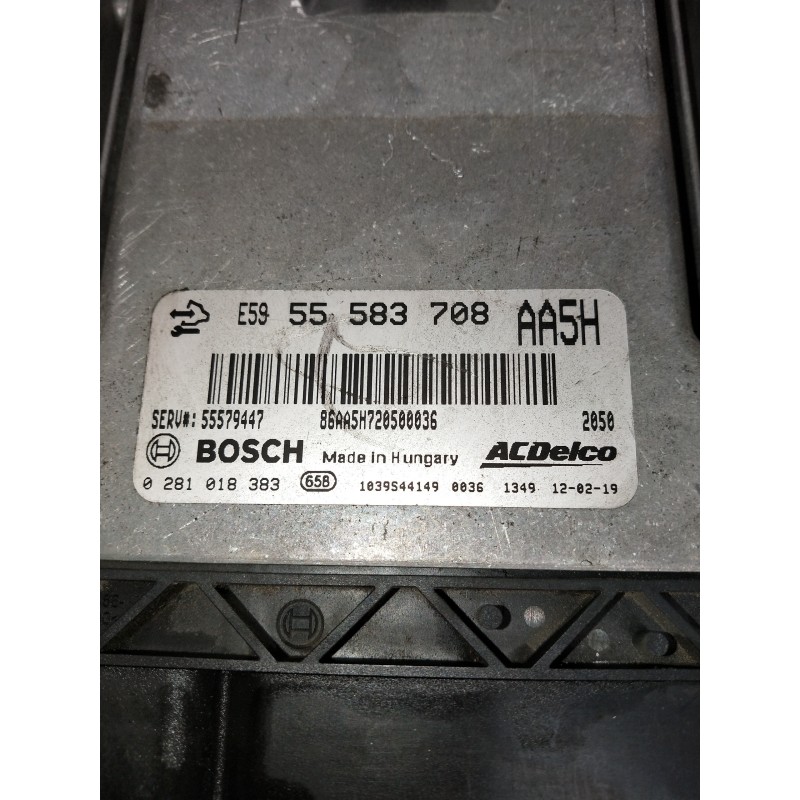 E59 55 583 708 AA5H
SERV#: 55579447 86AA5H720500036 2050
BOSCH Made in Hungary ACDelco
0 281 018 383 658 1039S44149 0036 1349 12-02-19